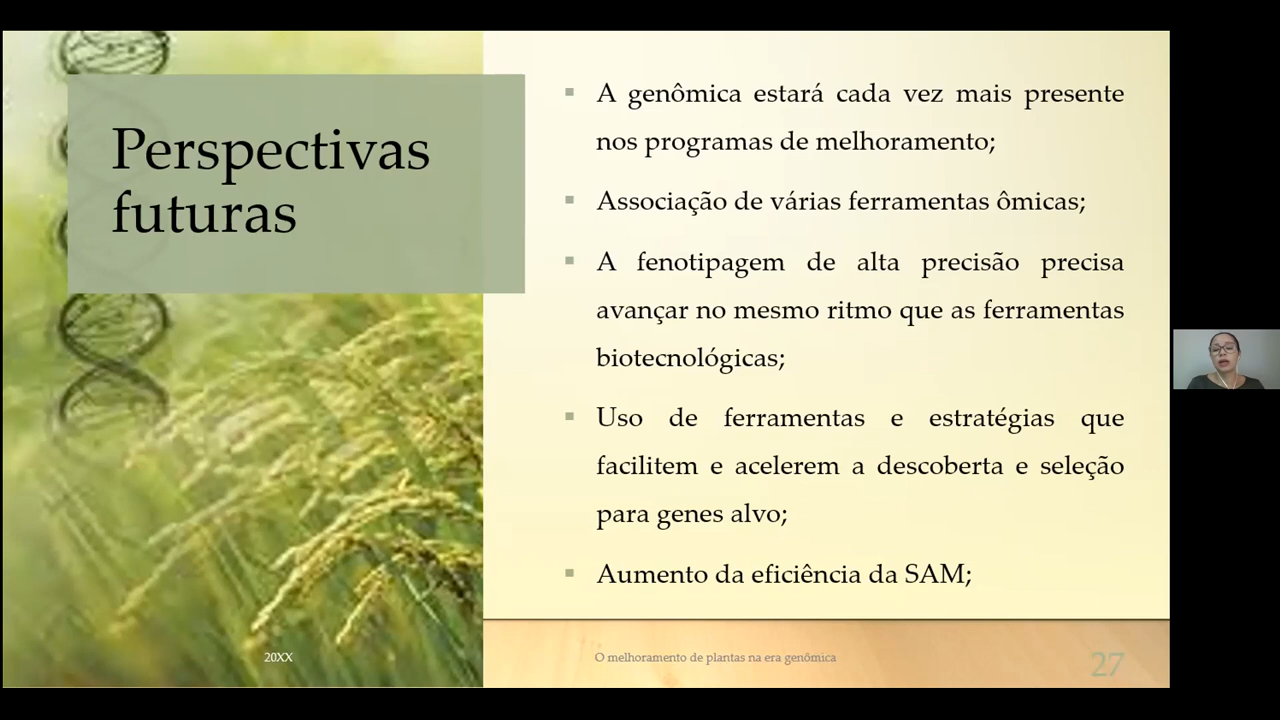 Perspectivas
futuras
A genômica estará cada vez mais presente
nos programas de melhoramento;
Associação de várias ferramentas ômicas;
A fenotipagem de alta precisão precisa
avançar no mesmo ritmo que as ferramentas
biotecnológicas;
Uso de ferramentas e estratégias que
facilitem e acelerem a descoberta e seleção
para genes alvo;
Aumento da eficiência da SAM;
20XX
O melhoramento de plantas na era genômica
27